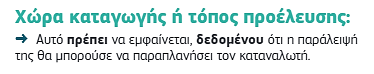 Χώρα καταγωγής ή τόπος προέλευσης:
➔ Αυτό πρέπει να εμφαίνεται, δεδομένου ότι η παράλειψή
της θα μπορούσε να παραπλανήσει τον καταναλωτή.